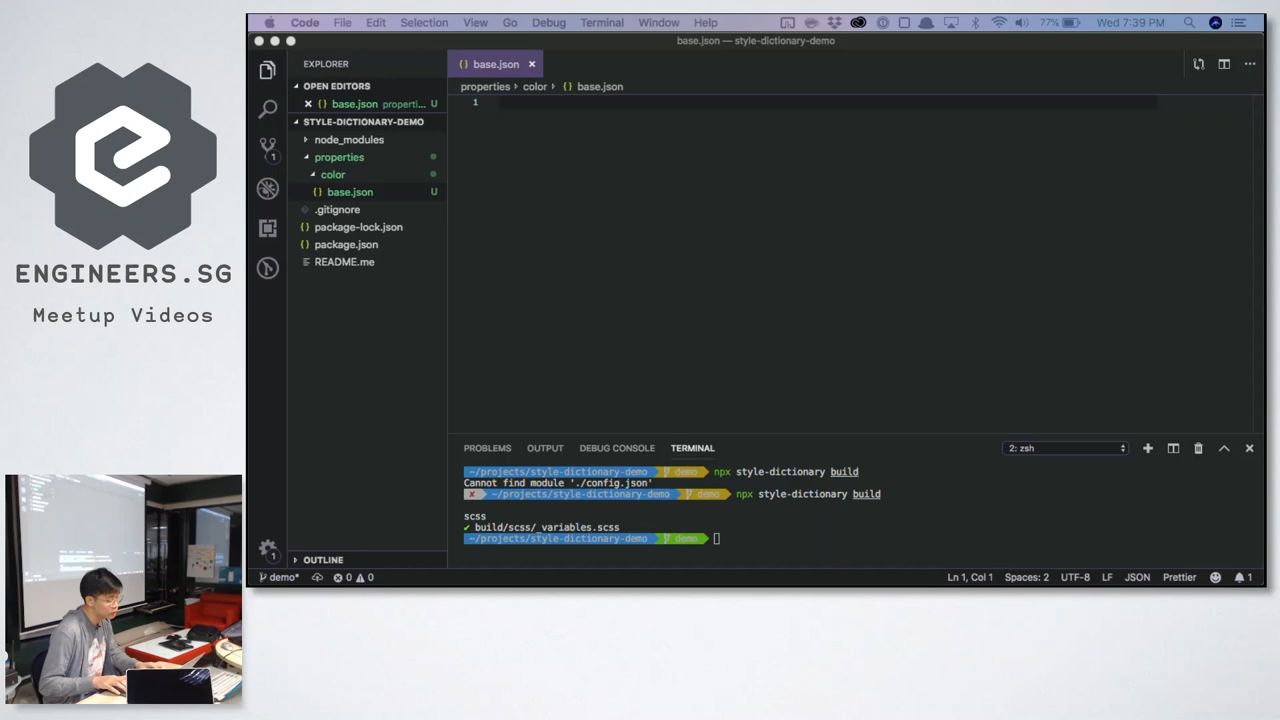 Code File Edit Selection View Go Debug Terminal Window Help 77% Wed 7:39 PM
base.json — style-dictionary-demo
EXPLORER
OPEN EDITORS
base.json properti... U
STYLE-DICTIONARY-DEMO
node_modules
properties
color
base.json U
.gitignore
package-lock.json
package.json
README.me
OUTLINE
1
1
base.json
properties › color › {} base.json
1
PROBLEMS OUTPUT DEBUG CONSOLE TERMINAL 2: zsh
~/projects/style-dictionary-demo demo npx style-dictionary build
Cannot find module './config.json'
✘ ~/projects/style-dictionary-demo demo npx style-dictionary build
scss
✔ build/scss/_variables.scss
~/projects/style-dictionary-demo demo
demo* 0 0 Ln 1, Col 1 Spaces: 2 UTF-8 LF JSON Prettier 1
ENGINEERS.SG
Meetup Videos